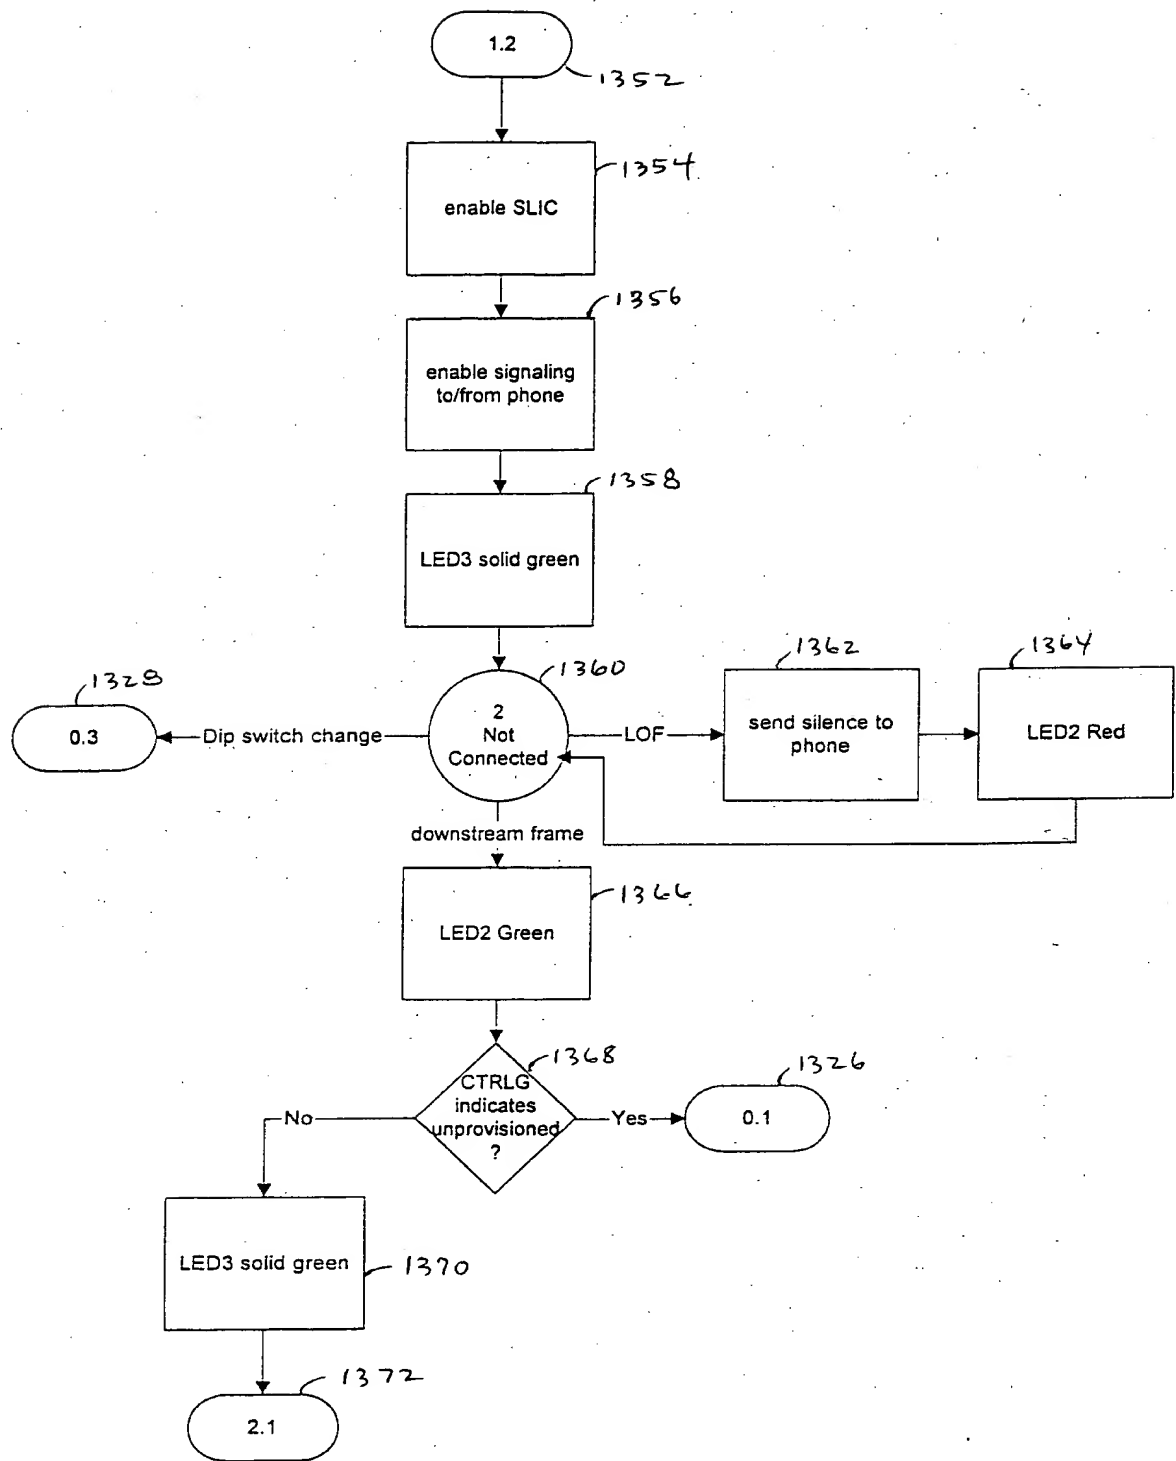 1.2
1352
1354
enable SLIC
1356
enable signaling
to/from phone
1358
LED3 solid green
1360
1362
1364
1328
0.3
Dip switch change
2
Not
Connected
LOF
send silence to
phone
LED2 Red
downstream frame
1366
LED2 Green
1368
1326
CTRLG
indicates
unprovisioned
?
No
Yes
0.1
LED3 solid green
1370
1372
2.1